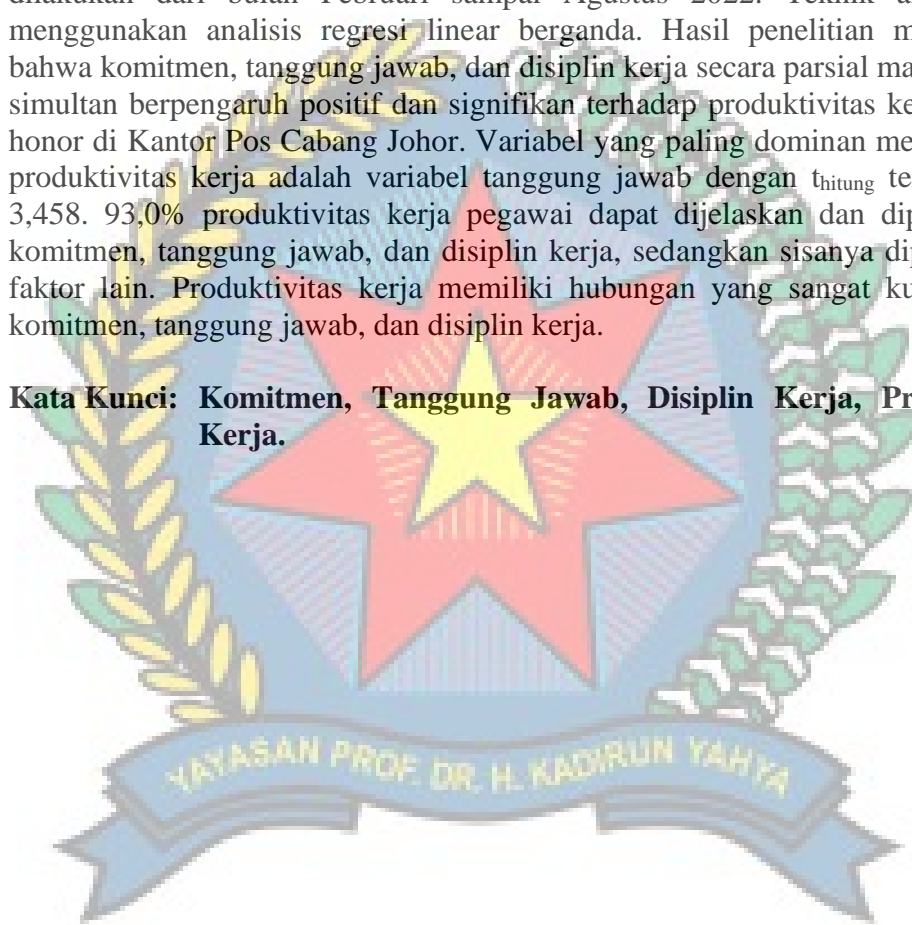 dilakukan dari bulan Februari sampai Agustus 2022. Teknik a
menggunakan analisis regresi linear berganda. Hasil penelitian m
bahwa komitmen, tanggung jawab, dan disiplin kerja secara parsial ma
simultan berpengaruh positif dan signifikan terhadap produktivitas ke
honor di Kantor Pos Cabang Johor. Variabel yang paling dominan me
produktivitas kerja adalah variabel tanggung jawab dengan thitung te
3,458. 93,0% produktivitas kerja pegawai dapat dijelaskan dan dip
komitmen, tanggung jawab, dan disiplin kerja, sedangkan sisanya dip
faktor lain. Produktivitas kerja memiliki hubungan yang sangat ku
komitmen, tanggung jawab, dan disiplin kerja.
Kata Kunci: Komitmen, Tanggung Jawab, Disiplin Kerja, Pr
Kerja.
YAYASAN PROF. DR. H. KADIRUN YAHYA